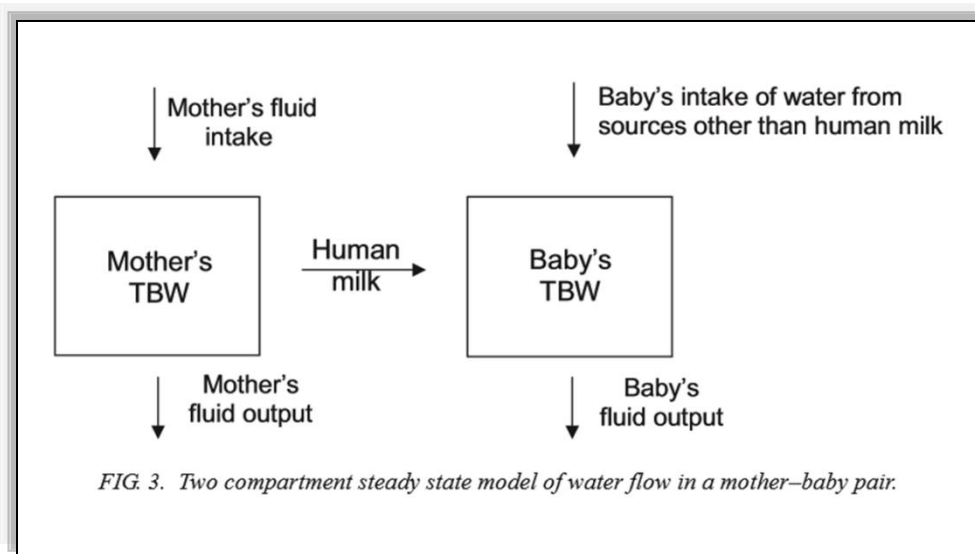 Mother's fluid
intake
Baby's intake of water from
sources other than human milk
Mother's
TBW
Human
milk
Baby's
TBW
Mother's
fluid output
Baby's
fluid output
FIG. 3. Two compartment steady state model of water flow in a mother–baby pair.